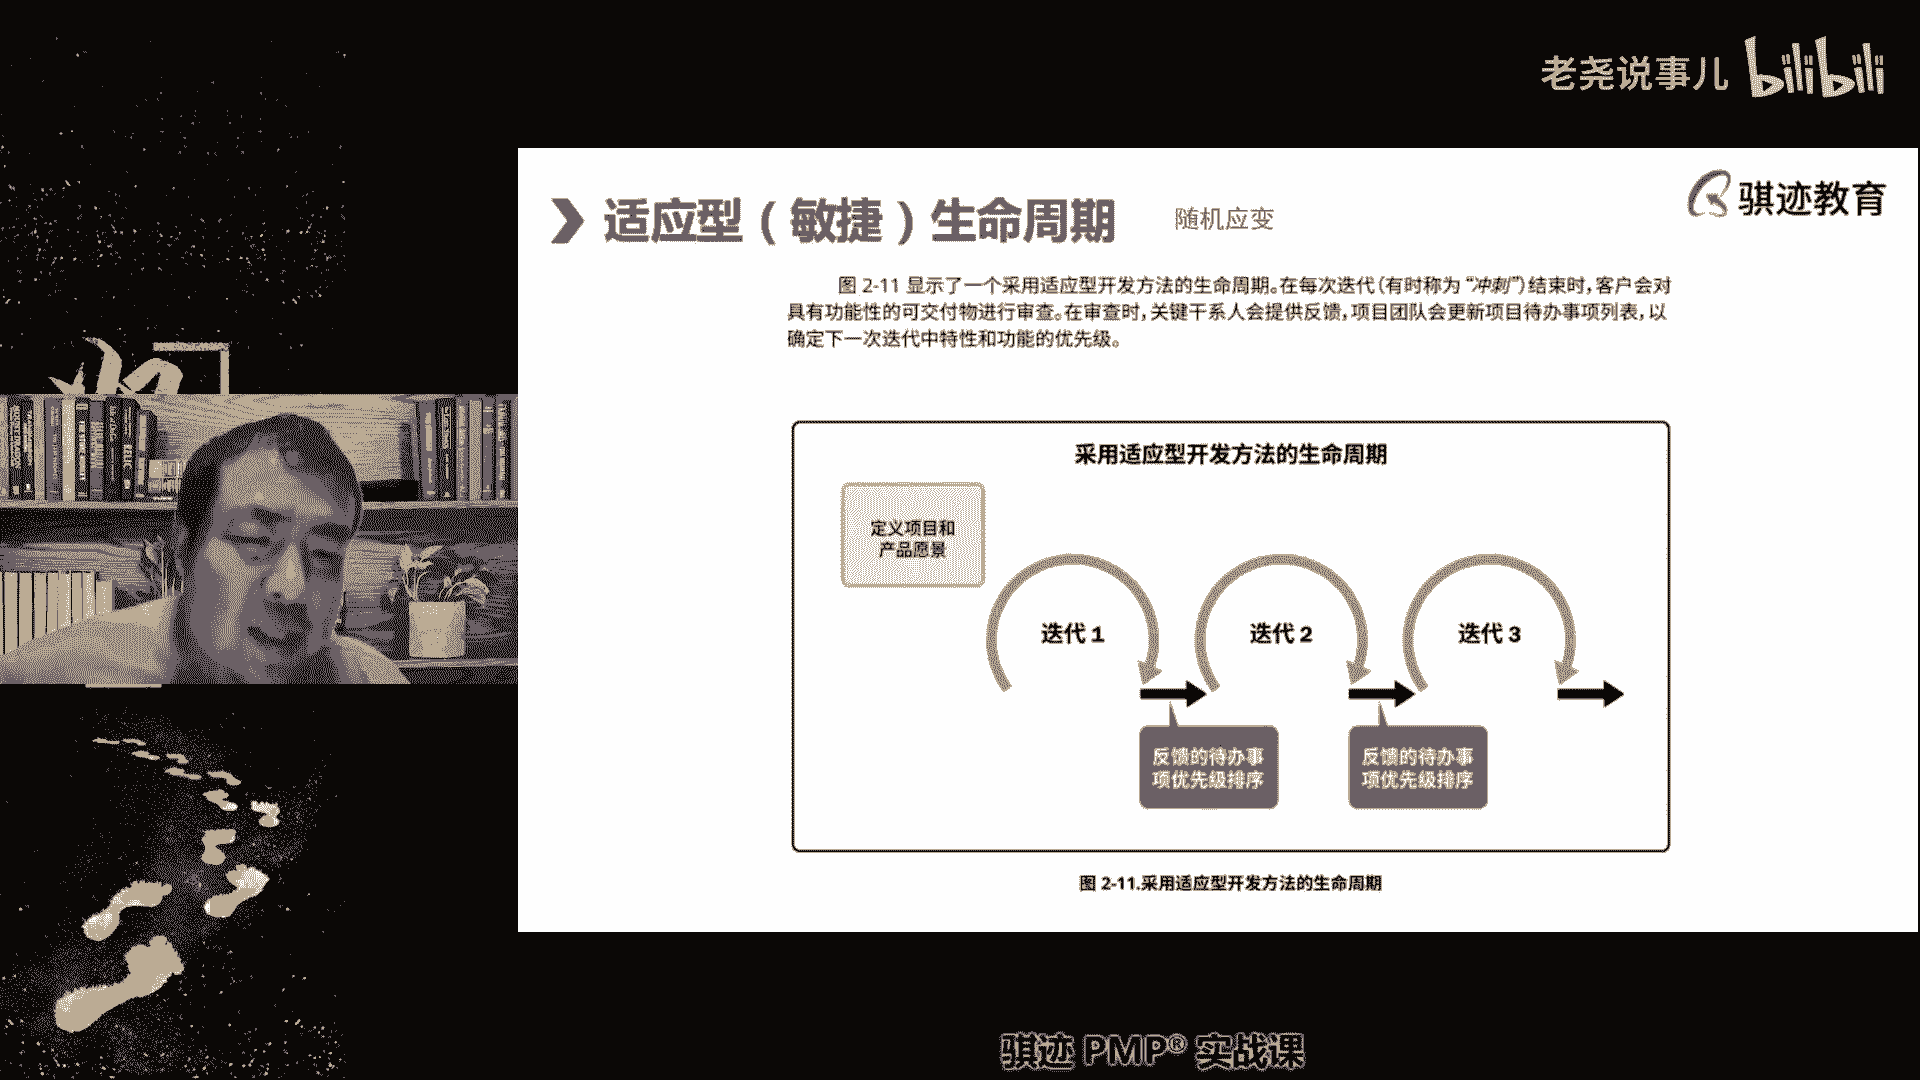 老尧说事儿 bilibili
骐迹教育
适应型（敏捷）生命周期 随机应变
图 2-11 显示了一个采用适应型开发方法的生命周期。在每次迭代（有时称为“冲刺”）结束时，客户会对
具有功能性的可交付物进行审查。在审查时，关键干系人会提供反馈，项目团队会更新项目待办事项列表，以
确定下一次迭代中特性和功能的优先级。
采用适应型开发方法的生命周期
定义项目和
产品愿景
迭代 1
迭代 2
迭代 3
反馈的待办事
项优先级排序
反馈的待办事
项优先级排序
图 2-11.采用适应型开发方法的生命周期
骐迹 PMP® 实战课